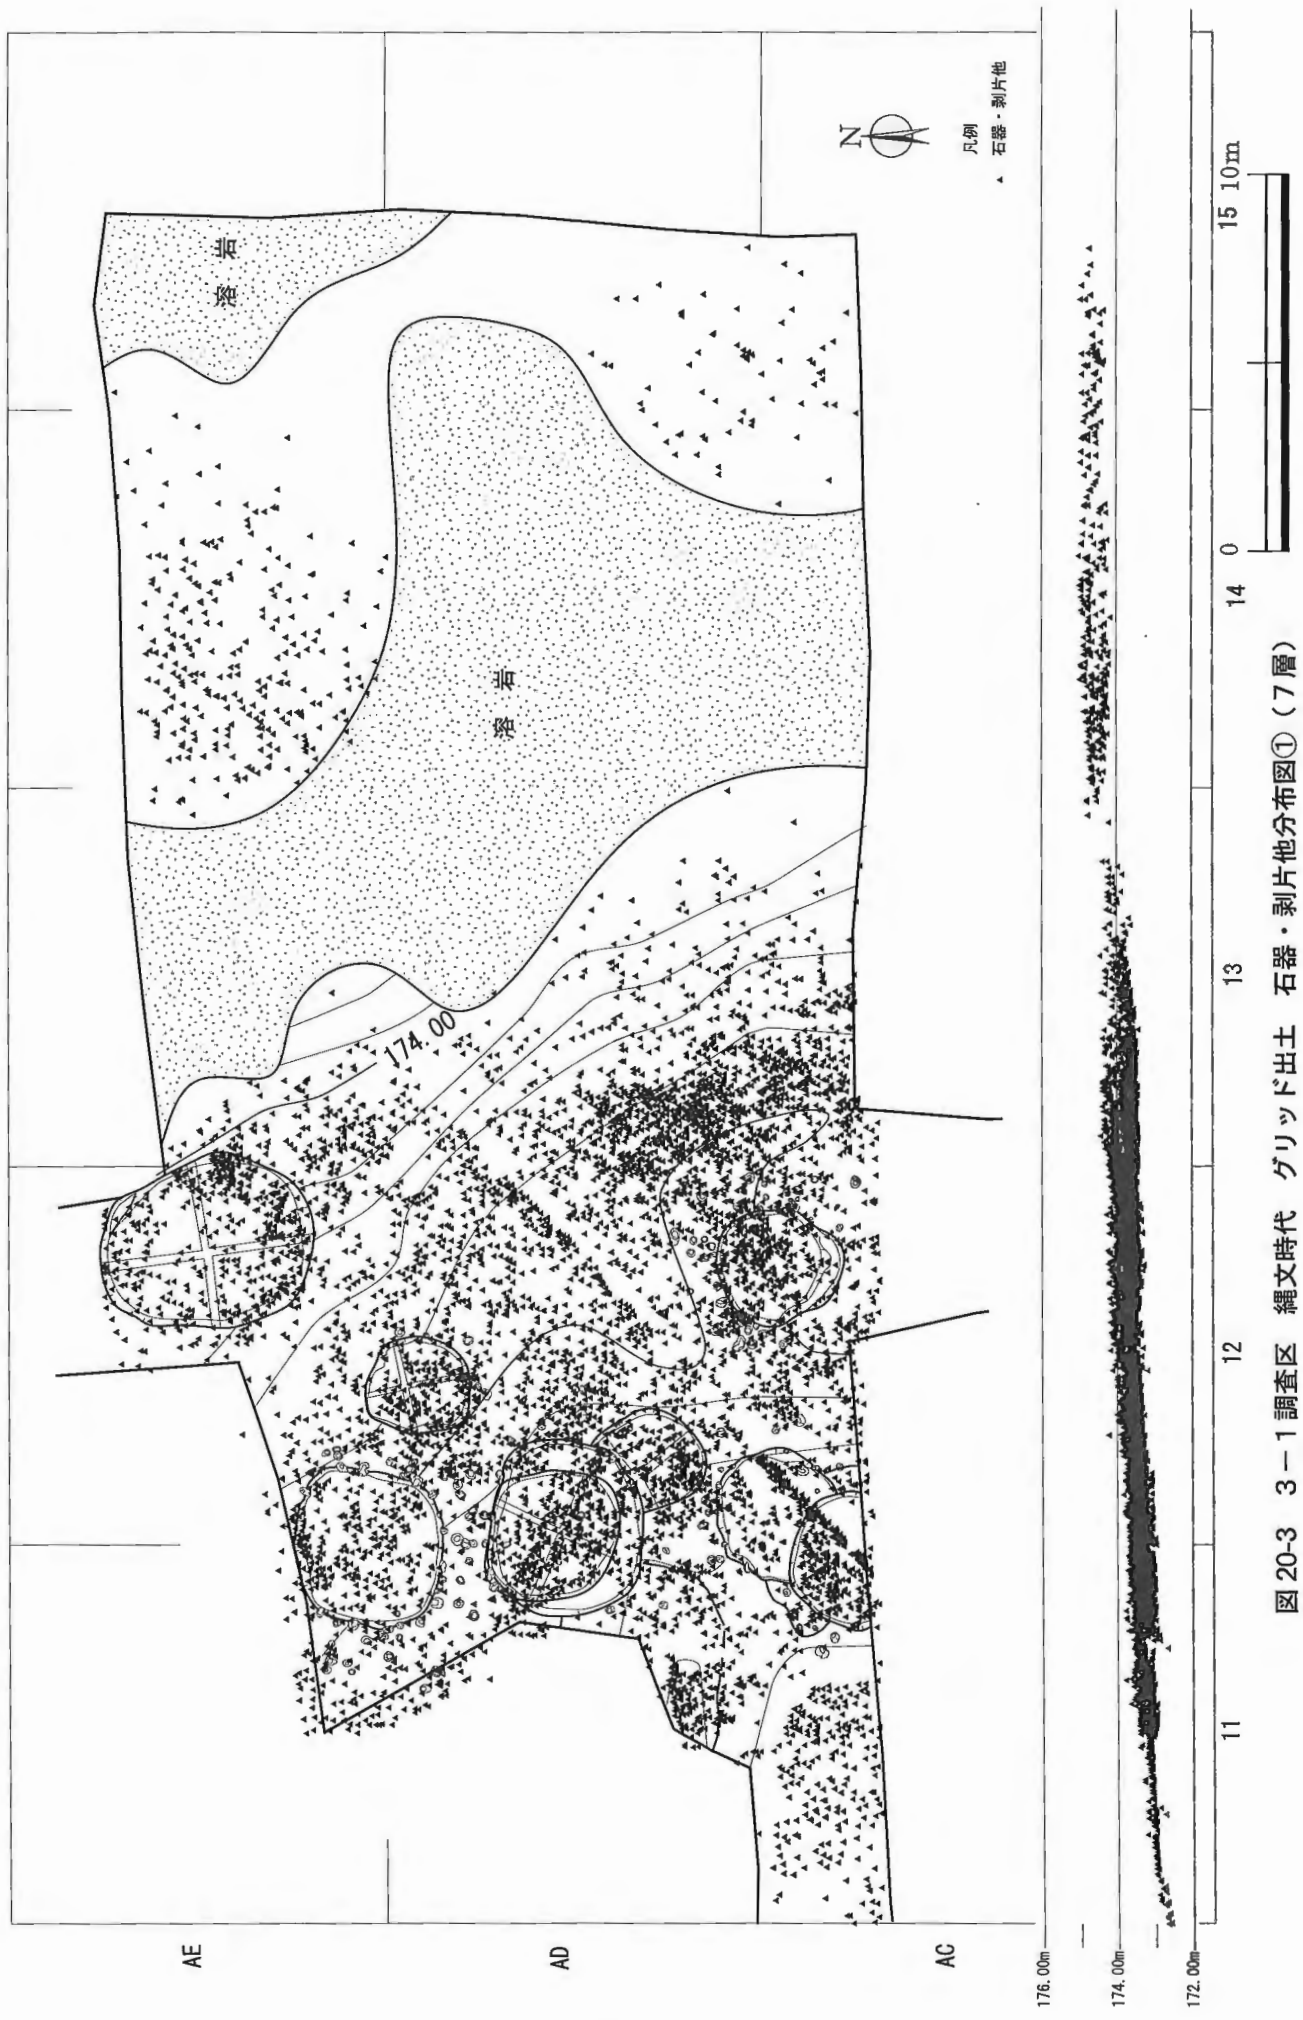 AE
AD
AC
溶岩
溶岩
174.00
N
凡例
▲ 石器・剥片他
176.00m
174.00m
172.00m
11
12
13
14
15
0
10m
図 20-3 3-1調査区 縄文時代 グリッド出土 石器・剥片他分布図①（7層）